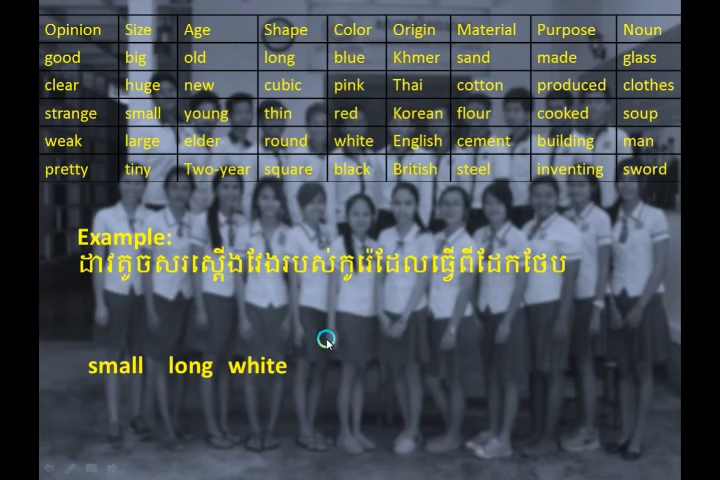 Opinion Size Age Shape Color Origin Material Purpose Noun
good big old long blue Khmer sand made glass
clear huge new cubic pink Thai cotton produced clothes
strange small young thin red Korean flour cooked soup
weak large elder round white English cement building man
pretty tiny Two-year square black British steel inventing sword
Example:
ដាវតូចសរស្តើងវែងរបស់កូរ៉េដែលធ្វើពីដែកថែប
small long white